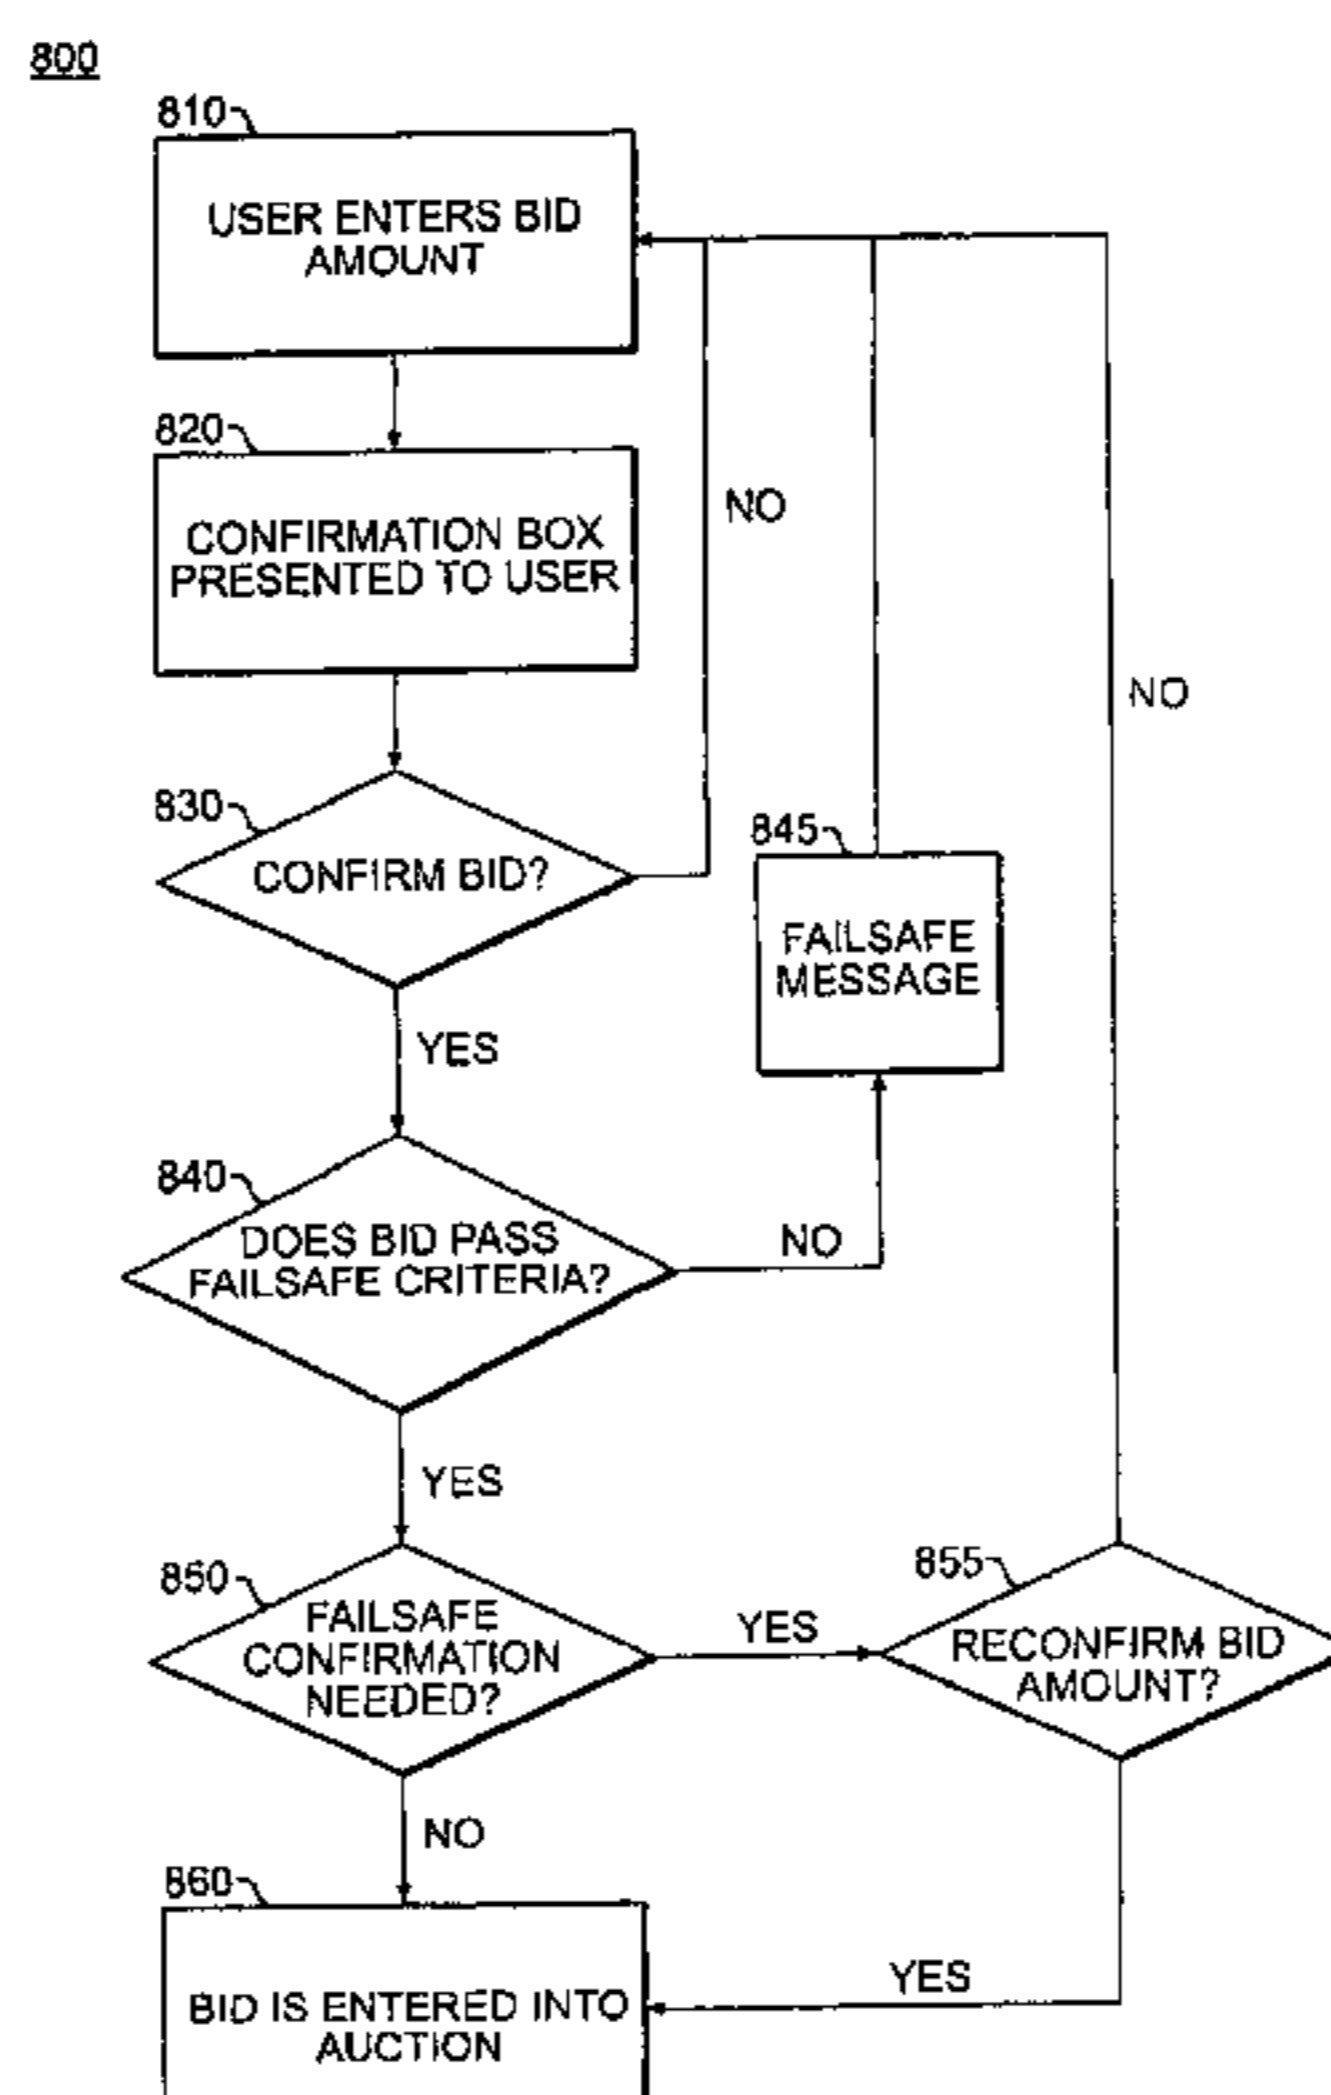 800
810
USER ENTERS BID
AMOUNT
820
CONFIRMATION BOX
PRESENTED TO USER
NO
NO
830
CONFIRM BID?
845
FAILSAFE
MESSAGE
YES
840
DOES BID PASS
FAILSAFE CRITERIA?
NO
YES
850
FAILSAFE
CONFIRMATION
NEEDED?
YES
855
RECONFIRM BID
AMOUNT?
NO
860
BID IS ENTERED INTO
AUCTION
YES